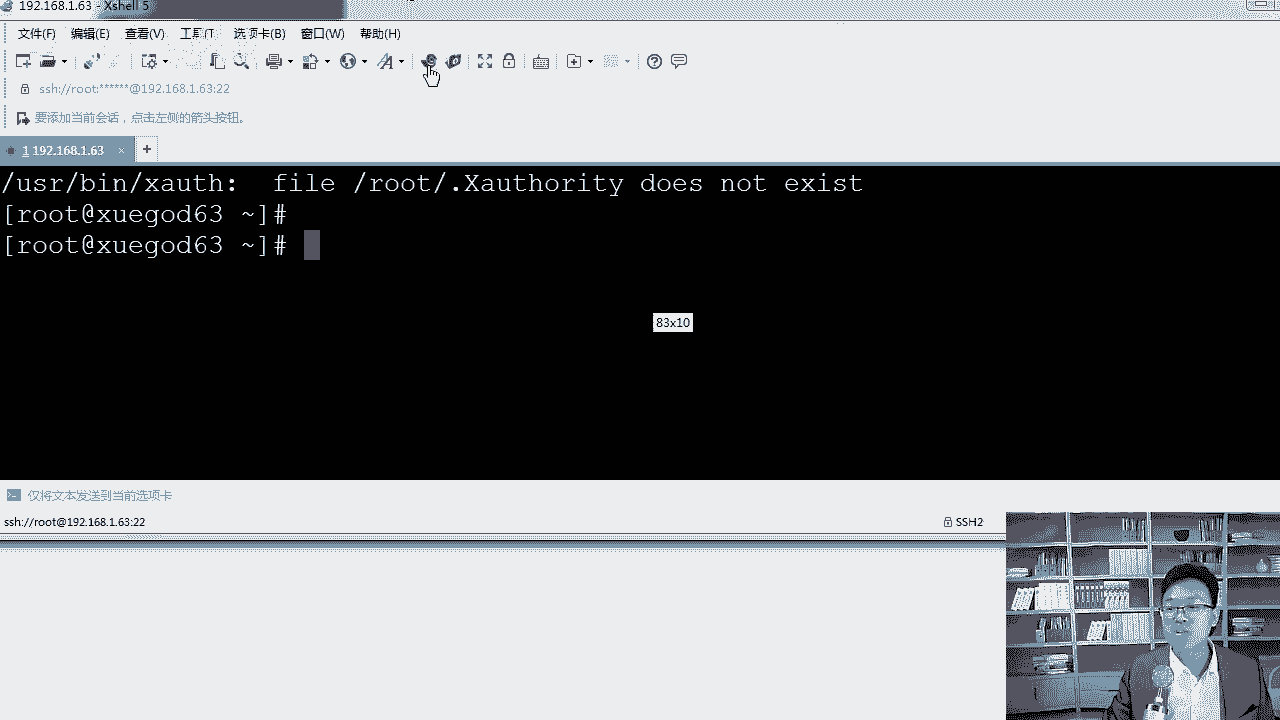 192.168.1.63 - Xshell 5
文件(F) 编辑(E) 查看(V) 工具(T) 选项卡(B) 窗口(W) 帮助(H)
ssh://root:******@192.168.1.63:22
要添加当前会话，点击左侧的箭头按钮。
1 192.168.1.63 × +
/usr/bin/xauth:  file /root/.Xauthority does not exist
[root@xuegod63 ~]#
[root@xuegod63 ~]#
83x10
仅将文本发送到当前选项卡
ssh://root@192.168.1.63:22 SSH2